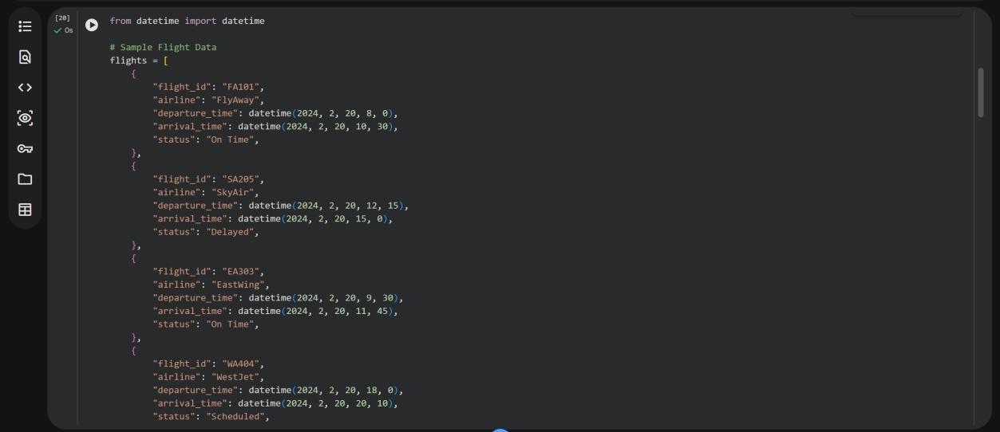 [20]
0s
from datetime import datetime
# Sample Flight Data
flights = [
{
"flight_id": "FA101",
"airline": "FlyAway",
"departure_time": datetime(2024, 2, 20, 8, 0),
"arrival_time": datetime(2024, 2, 20, 10, 30),
"status": "On Time",
},
{
"flight_id": "SA205",
"airline": "SkyAir",
"departure_time": datetime(2024, 2, 20, 12, 15),
"arrival_time": datetime(2024, 2, 20, 15, 0),
"status": "Delayed",
},
{
"flight_id": "EA303",
"airline": "EastWing",
"departure_time": datetime(2024, 2, 20, 9, 30),
"arrival_time": datetime(2024, 2, 20, 11, 45),
"status": "On Time",
},
{
"flight_id": "WA404",
"airline": "WestJet",
"departure_time": datetime(2024, 2, 20, 18, 0),
"arrival_time": datetime(2024, 2, 20, 20, 10),
"status": "Scheduled",